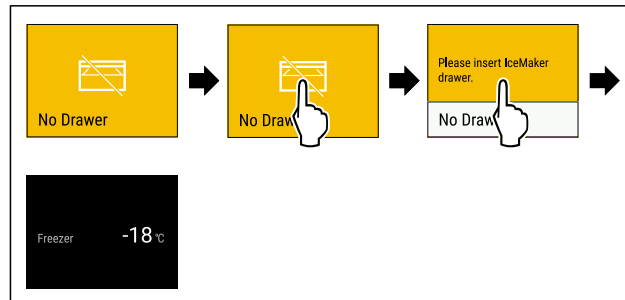 No Drawer
No Draw
Please insert IceMaker
drawer.
No Draw
Freezer -18 °C